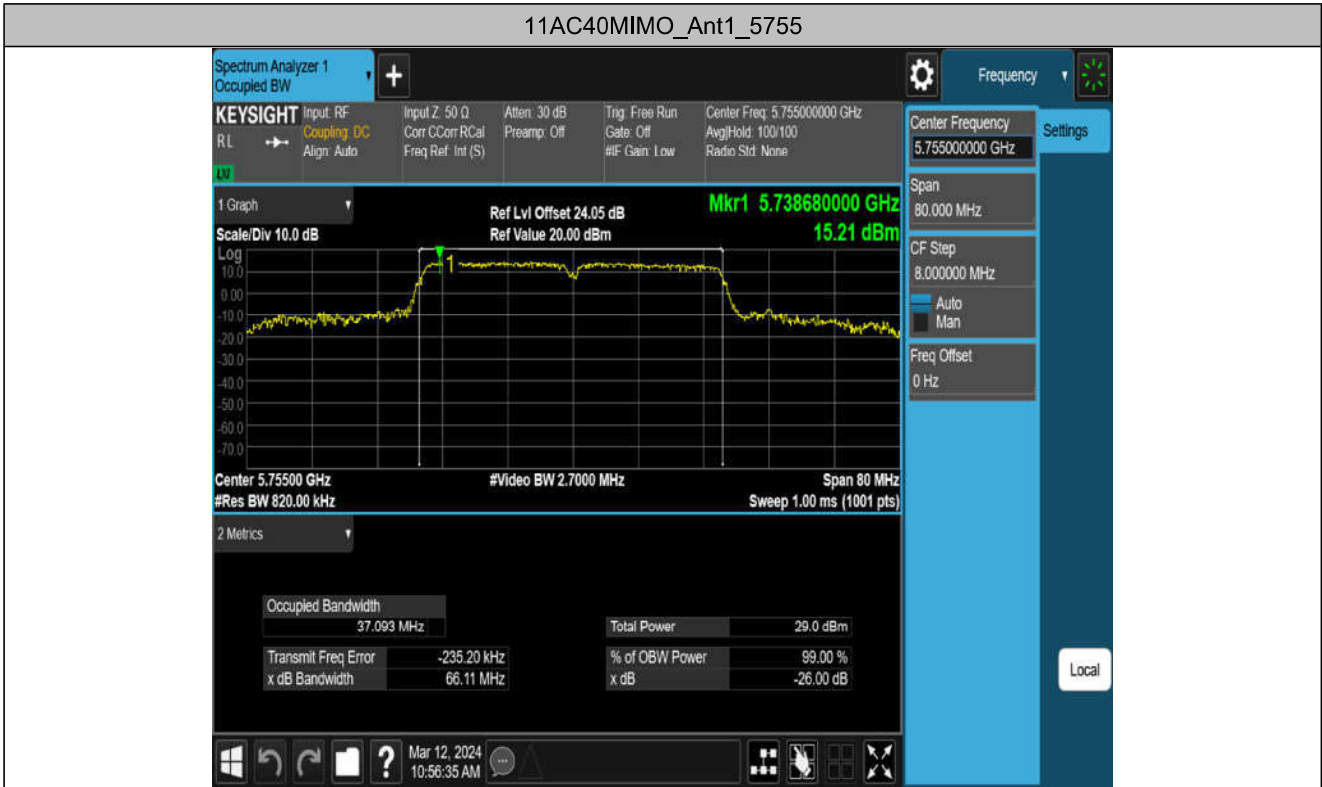 11AC40MIMO_Ant1_5755
Spectrum Analyzer 1
Occupied BW
Frequency
KEYSIGHT
R L
Input: RF
Coupling: DC
Align: Auto
Input Z: 50 Ω
Corr CCorr RCal
Freq Ref: Int (S)
Atten: 30 dB
Preamp: Off
Trig: Free Run
Gate: Off
#IF Gain: Low
Center Freq: 5.755000000 GHz
Avg|Hold: 100/100
Radio Std: None
Center Frequency
5.755000000 GHz
Settings
Span
80.000 MHz
CF Step
8.000000 MHz
Auto
Man
Freq Offset
0 Hz
Local
1 Graph
Scale/Div 10.0 dB
Ref Lvl Offset 24.05 dB
Ref Value 20.00 dBm
Mkr1 5.738680000 GHz
15.21 dBm
Log
10.0
0.00
-10.0
-20.0
-30.0
-40.0
-50.0
-60.0
-70.0
1
Center 5.75500 GHz
#Res BW 820.00 kHz
#Video BW 2.7000 MHz
Span 80 MHz
Sweep 1.00 ms (1001 pts)
2 Metrics
Occupied Bandwidth
37.093 MHz
Transmit Freq Error -235.20 kHz
x dB Bandwidth 66.11 MHz
Total Power 29.0 dBm
% of OBW Power 99.00 %
x dB -26.00 dB
Mar 12, 2024
10:56:35 AM